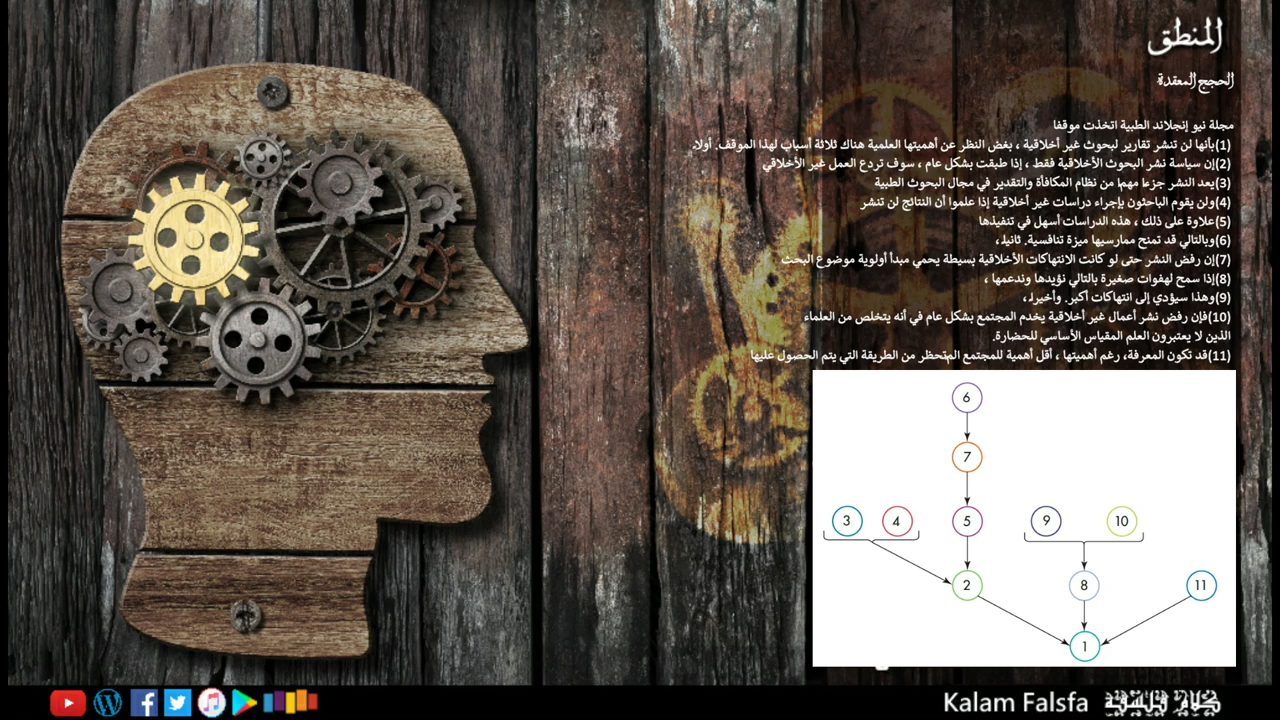 المنطق
الحجج المعقدة
مجلة نيو إنجلاند الطبية اتخذت موقفا
(1)بأنها لن تنشر تقارير لبحوث غير أخلاقية ، بغض النظر عن أهميتها العلمية هناك ثلاثة أسباب لهذا الموقف. أولا،
(2)إن سياسة نشر البحوث الأخلاقية فقط ، إذا طبقت بشكل عام ، سوف تردع العمل غير الأخلاقي
(3)يعد النشر جزءا مهما من نظام المكافأة والتقدير في مجال البحوث الطبية
(4)ولن يقوم الباحثون بإجراء دراسات غير أخلاقية إذا علموا أن النتائج لن تنشر
(5)علاوة على ذلك ، هذه الدراسات أسهل في تنفيذها
(6)وبالتالي قد تمنح ممارسيها ميزة تنافسية. ثانيا،
(7)إن رفض النشر حتى لو كانت الانتهاكات الأخلاقية بسيطة يحمي مبدأ أولوية موضوع البحث
(8)إذا سمح لهفوات صغيرة بالتالي نؤيدها وندعمها ،
(9)وهذا سيؤدي إلى انتهاكات أكبر. وأخيرا،
(10)فإن رفض نشر أعمال غير أخلاقية يخدم المجتمع بشكل عام في أنه يتخلص من العلماء
الذين لا يعتبرون العلم المقياس الأساسي للحضارة.
(11)قد تكون المعرفة، رغم أهميتها ، أقل أهمية للمجتمع المتحظر من الطريقة التي يتم الحصول عليها
6
7
3 4 5 9 10
2 8 11
1
Kalam Falsfa كلام فلسفة